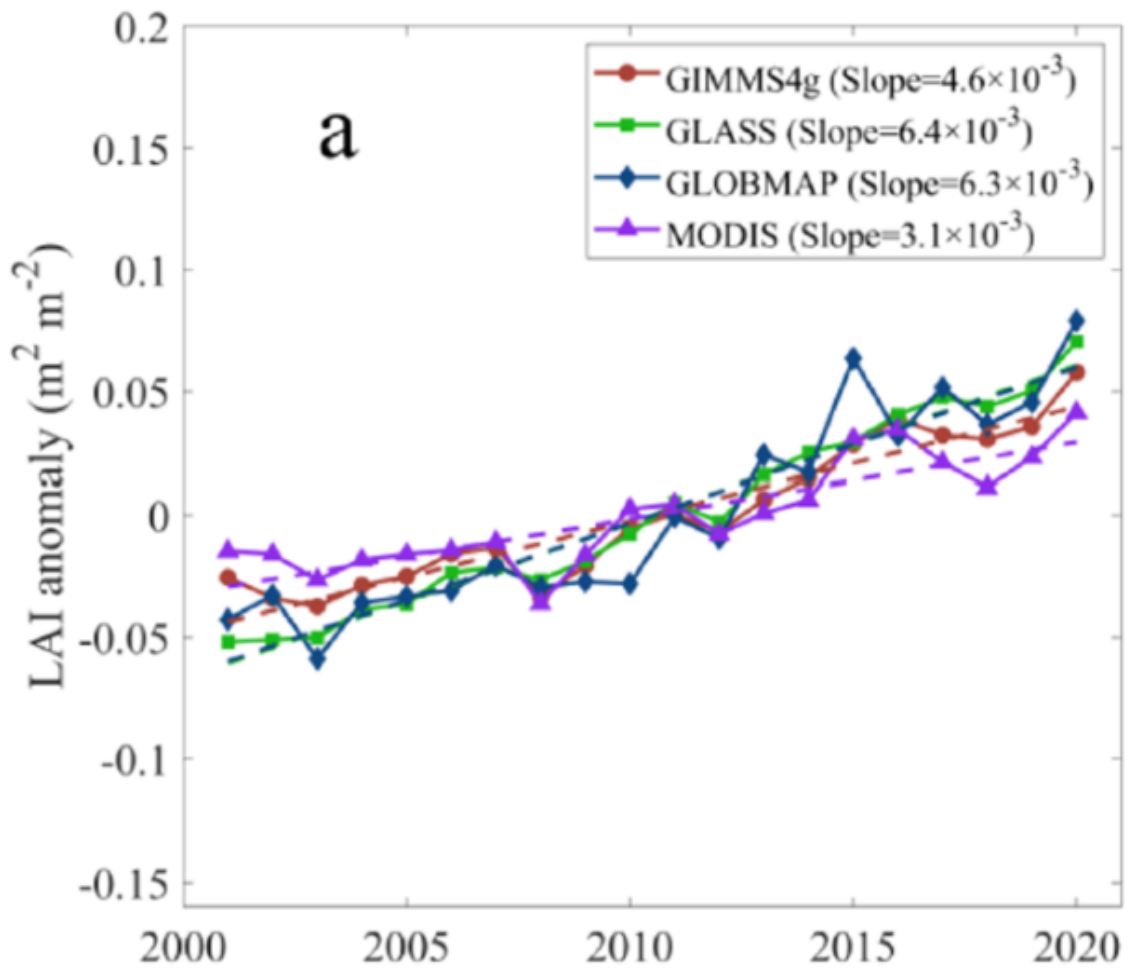 a
GIMMS4g (Slope=4.6×10⁻³)
GLASS (Slope=6.4×10⁻³)
GLOBMAP (Slope=6.3×10⁻³)
MODIS (Slope=3.1×10⁻³)
LAI anomaly (m² m⁻²)
0.2
0.15
0.1
0.05
0
-0.05
-0.1
-0.15
2000 2005 2010 2015 2020